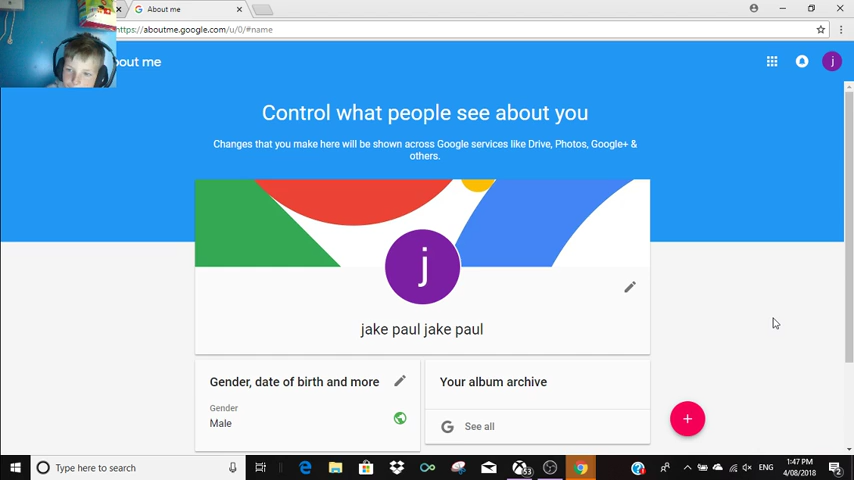 About me
https://aboutme.google.com/u/0/#name
out me
j
Control what people see about you
Changes that you make here will be shown across Google services like Drive, Photos, Google+ &
others.
j
jake paul jake paul
Gender, date of birth and more
Gender
Male
Your album archive
G See all
+
Type here to search
53
ENG
1:47 PM
4/08/2018
2